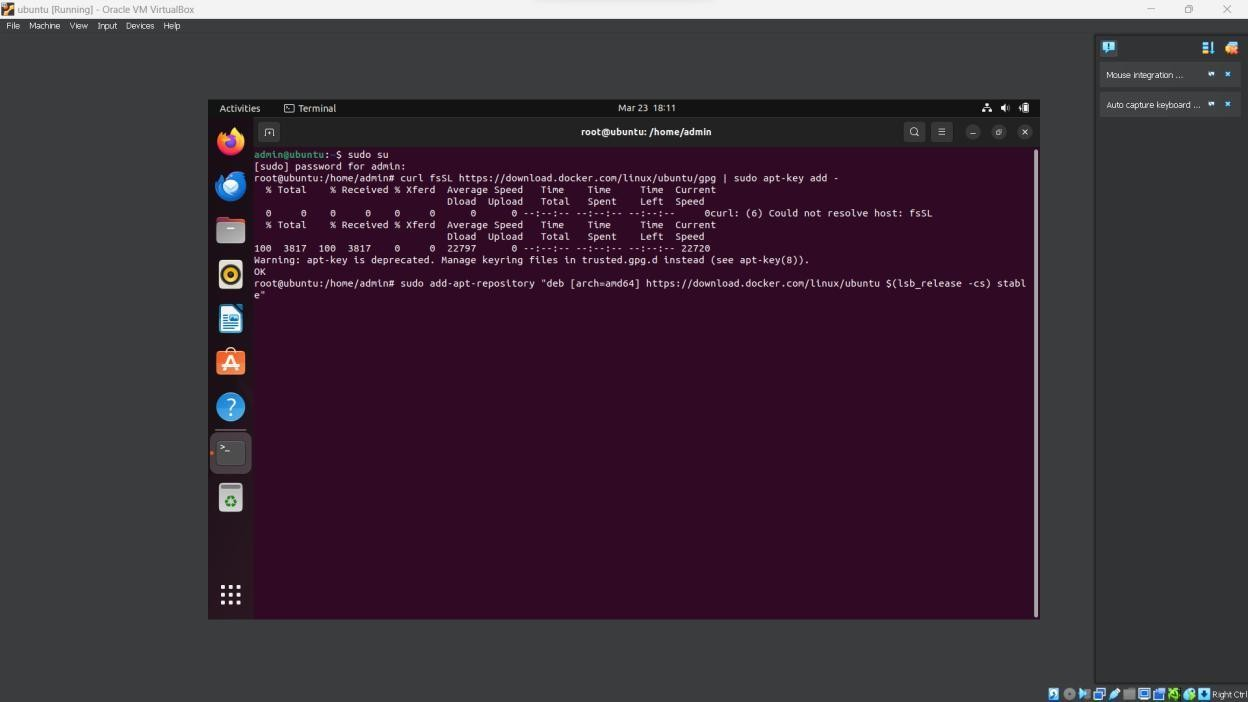 ubuntu [Running] - Oracle VM VirtualBox
File Machine View Input Devices Help
Mouse integration ...
Auto capture keyboard ...
Activities Terminal Mar 23 18:11
root@ubuntu: /home/admin
admin@ubuntu:~$ sudo su
[sudo] password for admin:
root@ubuntu:/home/admin# curl fsSL https://download.docker.com/linux/ubuntu/gpg | sudo apt-key add -
% Total % Received % Xferd Average Speed Time Time Time Current
Dload Upload Total Spent Left Speed
0 0 0 0 0 0 0 0 --:--:-- --:--:-- --:--:-- 0curl: (6) Could not resolve host: fsSL
% Total % Received % Xferd Average Speed Time Time Time Current
Dload Upload Total Spent Left Speed
100 3817 100 3817 0 0 22797 0 --:--:-- --:--:-- --:--:-- 22720
Warning: apt-key is deprecated. Manage keyring files in trusted.gpg.d instead (see apt-key(8)).
OK
root@ubuntu:/home/admin# sudo add-apt-repository "deb [arch=amd64] https://download.docker.com/linux/ubuntu $(lsb_release -cs) stabl
e"
Right Ctrl